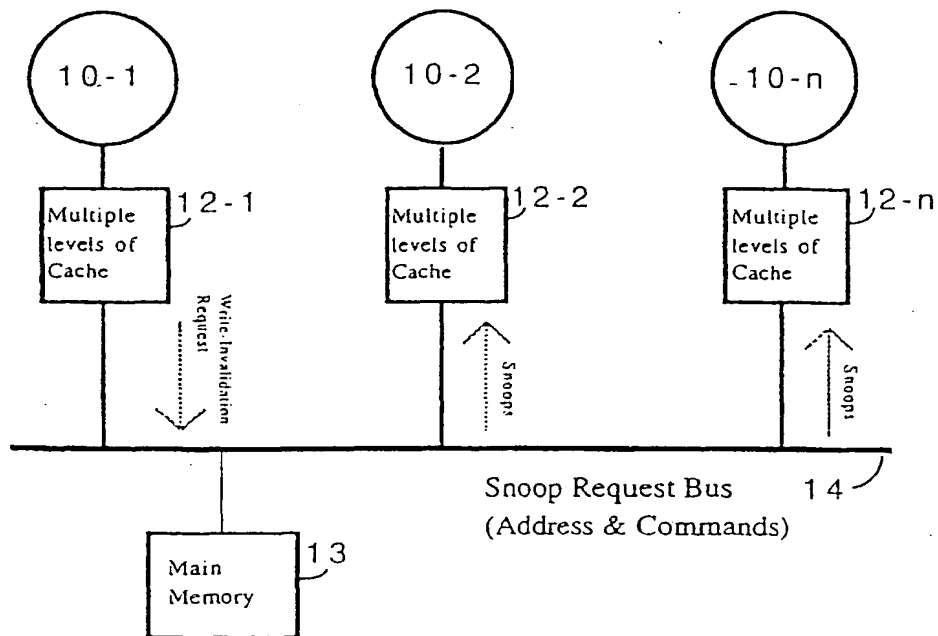 10-1
10-2
10-n
12-1
12-2
12-n
Multiple
levels of
Cache
Multiple
levels of
Cache
Multiple
levels of
Cache
Write-Invalidation
Request
Snoops
Snoops
14
Snoop Request Bus
(Address & Commands)
13
Main
Memory